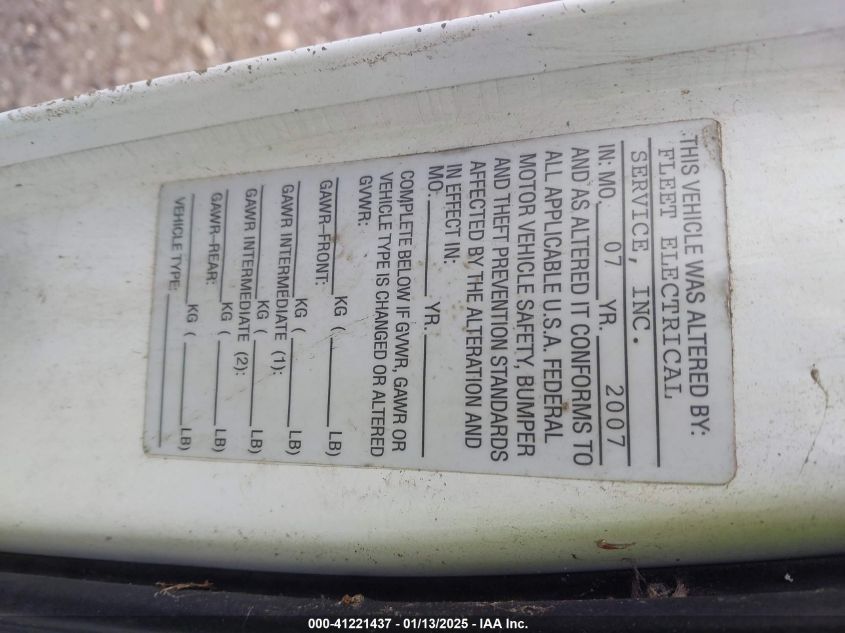 THIS VEHICLE WAS ALTERED BY:
FLEET ELECTRICAL
SERVICE, INC.
IN: MO. 07 YR. 2007
AND AS ALTERED IT CONFORMS TO
ALL APPLICABLE U.S.A. FEDERAL
MOTOR VEHICLE SAFETY, BUMPER
AND THEFT PREVENTION STANDARDS
AFFECTED BY THE ALTERATION AND
IN EFFECT IN:
MO. YR.
COMPLETE BELOW IF GVWR, GAWR OR
VEHICLE TYPE IS CHANGED OR ALTERED
GVWR:
KG ( LB)
GAWR-FRONT:
KG ( LB)
GAWR INTERMEDIATE (1):
KG ( LB)
GAWR INTERMEDIATE (2):
KG ( LB)
GAWR-REAR:
KG ( LB)
VEHICLE TYPE:
000-41221437 - 01/13/2025 - IAA Inc.